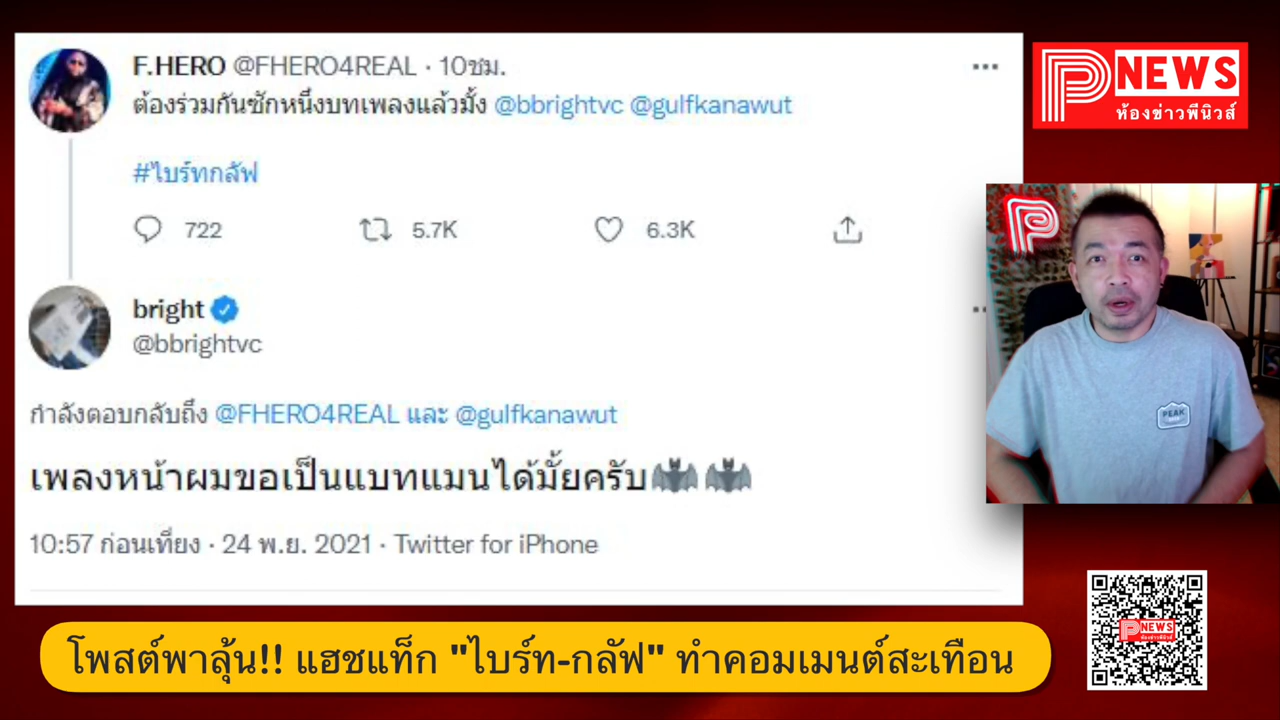 F.HERO @FHERO4REAL · 10ชม.
ต้องร่วมกันซักหนึ่งบทเพลงแล้วมั้ง @bbrightvc @gulfkanawut
#ไบร์ทกลัฟ
722 5.7K 6.3K
bright
@bbrightvc
กำลังตอบกลับถึง @FHERO4REAL และ @gulfkanawut
เพลงหน้าผมขอเป็นแบทแมนได้มั้ยครับ🦇🦇
10:57 ก่อนเที่ยง · 24 พ.ย. 2021 · Twitter for iPhone
P NEWS
ห้องข่าวพีนิวส์
P
PEAK
P NEWS
โพสต์พาลุ้น!! แฮชแท็ก "ไบร์ท-กลัฟ" ทำคอมเมนต์สะเทือน